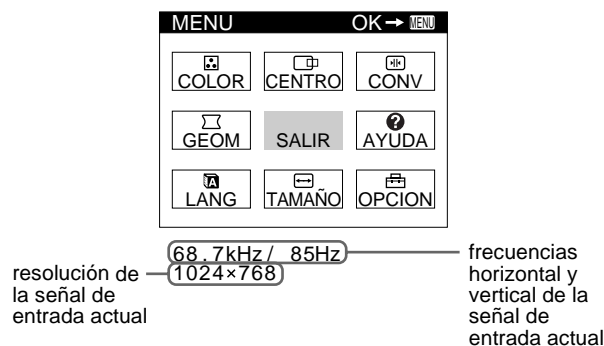 MENU OK→ MENU
COLOR CENTRO CONV
GEOM SALIR AYUDA
LANG TAMAÑO OPCION
68.7kHz/ 85Hz
1024×768
resolución de
la señal de
entrada actual
frecuencias
horizontal y
vertical de la
señal de
entrada actual